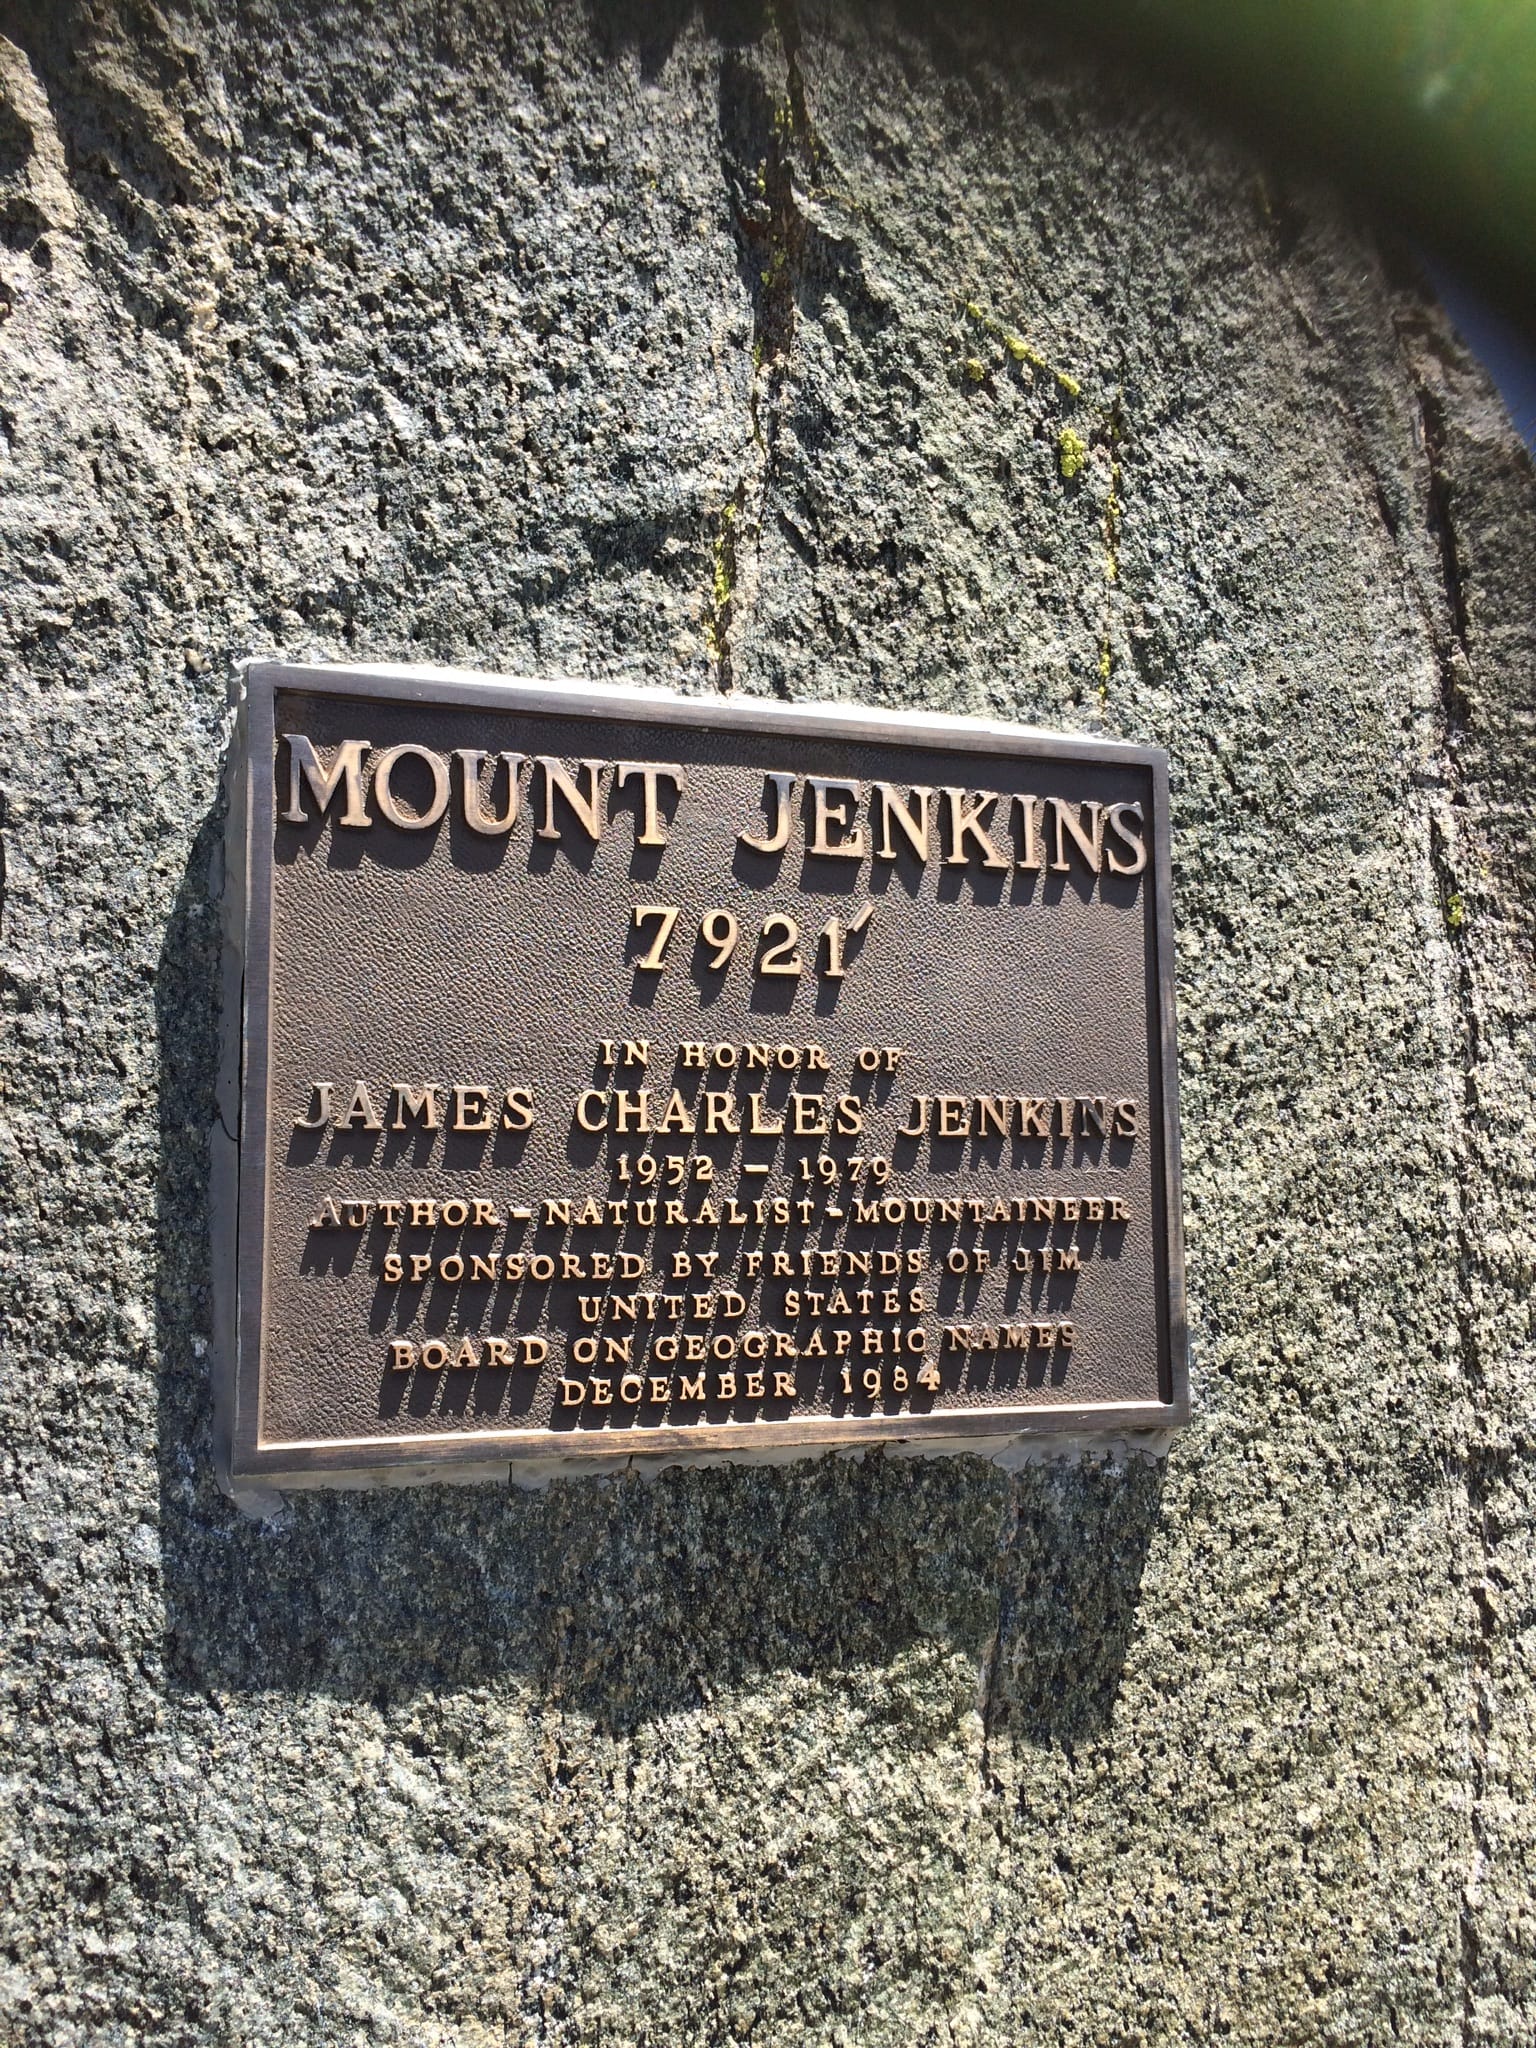 MOUNT JENKINS
7921'
IN HONOR OF
JAMES CHARLES JENKINS
1952 - 1979
AUTHOR - NATURALIST - MOUNTAINEER
SPONSORED BY FRIENDS OF JIM
UNITED STATES
BOARD ON GEOGRAPHIC NAMES
DECEMBER 1984